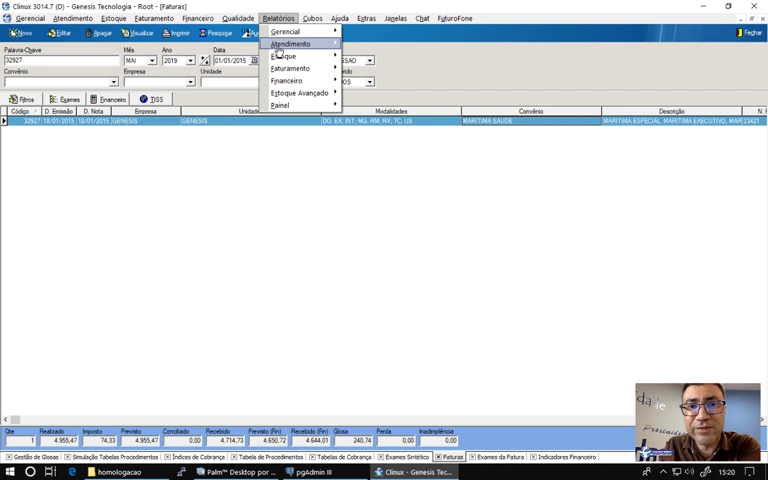 Clinux 3014.7 (D) - Genesis Tecnologia - Root - [Faturas]
Gerencial Atendimento Estoque Faturamento Financeiro Qualidade Relatórios Cubos Ajuda Extras Janelas Chat FuturoFone
Novo Editar Apagar Visualizar Imprimir Pesquisar Fechar
Gerencial
Atendimento
Estoque
Faturamento
Financeiro
Estoque Avançado
Painel
Palavra-Chave Mês Ano Data
32927 MAI 2019 01/01/2015
Convênio Empresa Unidade
Filtros Exames Financeiro TISS
Código D. Emissão D. Nota Empresa Modalidades Convênio Descrição
32927 18/01/2015 18/01/2015 GENESIS GENESIS DO; EX; INT; MG; RM; RX; TC; US MARITIMA SAUDE MARITIMA ESPECIAL, MARITIMA EXECUTIVO, MAR 23421
Qte Realizado Imposto Previsto Conciliado Recebido Previsto (Fin) Recebido (Fin) Glosa Perda Inadimplência
1 4.955,47 74,33 4.955,47 0,00 4.714,73 4.650,72 4.644,01 240,74 0,00 0,00
Gestão de Glosas Simulação Tabelas Procedimentos Índices de Cobrança Tabela de Procedimentos Tabelas de Cobrança Exames Sintético Faturas Exames da Fatura Indicadores Financeiro
homologacao Palm™ Desktop por ... pgAdmin III Clinux - Genesis Tec... 15:20